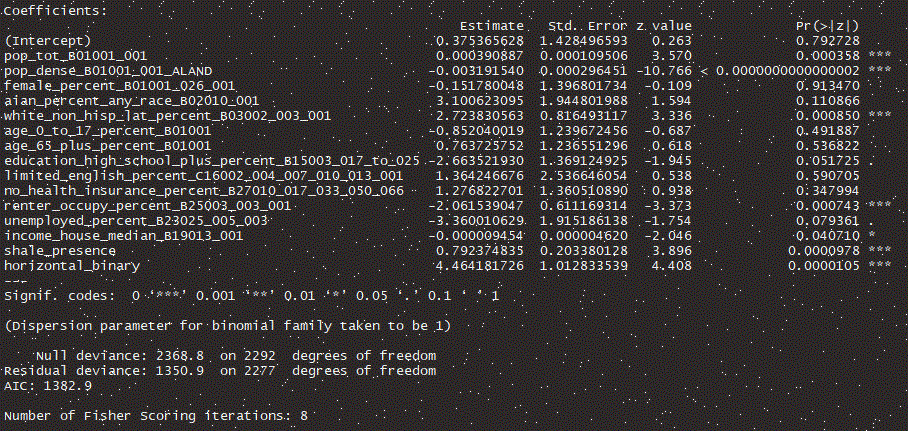 Coefficients:
Estimate Std. Error z value Pr(>|z|)
(Intercept) 0.375365628 1.428496593 0.263 0.792728
pop_tot_B01001_001 0.000390887 0.000109506 3.570 0.000358 ***
pop_dense_B01001_001_ALAND -0.003191540 0.000296451 -10.766 < 0.0000000000000002 ***
female_percent_B01001_026_001 -0.151780048 1.396801734 -0.109 0.913470
aian_percent_any_race_B02010_001 3.100623095 1.944801988 1.594 0.110866
white_non_hisp_lat_percent_B03002_003_001 2.723830563 0.816493117 3.336 0.000850 ***
age_0_to_17_percent_B01001 -0.852040019 1.239672456 -0.687 0.491887
age_65_plus_percent_B01001 0.763725752 1.236551296 0.618 0.536822
education_high_school_plus_percent_B15003_017_to_025 -2.663521930 1.369124925 -1.945 0.051725 .
limited_english_percent_C16002_004_007_010_013_001 1.364246676 2.536646054 0.538 0.590705
no_health_insurance_percent_B27010_017_033_050_066 1.276822701 1.360510890 0.938 0.347994
renter_occupy_percent_B25003_003_001 -2.061539047 0.611169314 -3.373 0.000743 ***
unemployed_percent_B23025_005_003 -3.360010629 1.915186138 -1.754 0.079361 .
income_house_median_B19013_001 -0.000009454 0.000004620 -2.046 0.040710 *
shale_presence 0.792374835 0.203380128 3.896 0.0000978 ***
horizontal_binary 4.464181726 1.012833539 4.408 0.0000105 ***
---
Signif. codes: 0 ‘***’ 0.001 ‘**’ 0.01 ‘*’ 0.05 ‘.’ 0.1 ‘ ’ 1
(Dispersion parameter for binomial family taken to be 1)
Null deviance: 2368.8 on 2292 degrees of freedom
Residual deviance: 1350.9 on 2277 degrees of freedom
AIC: 1382.9
Number of Fisher Scoring iterations: 8